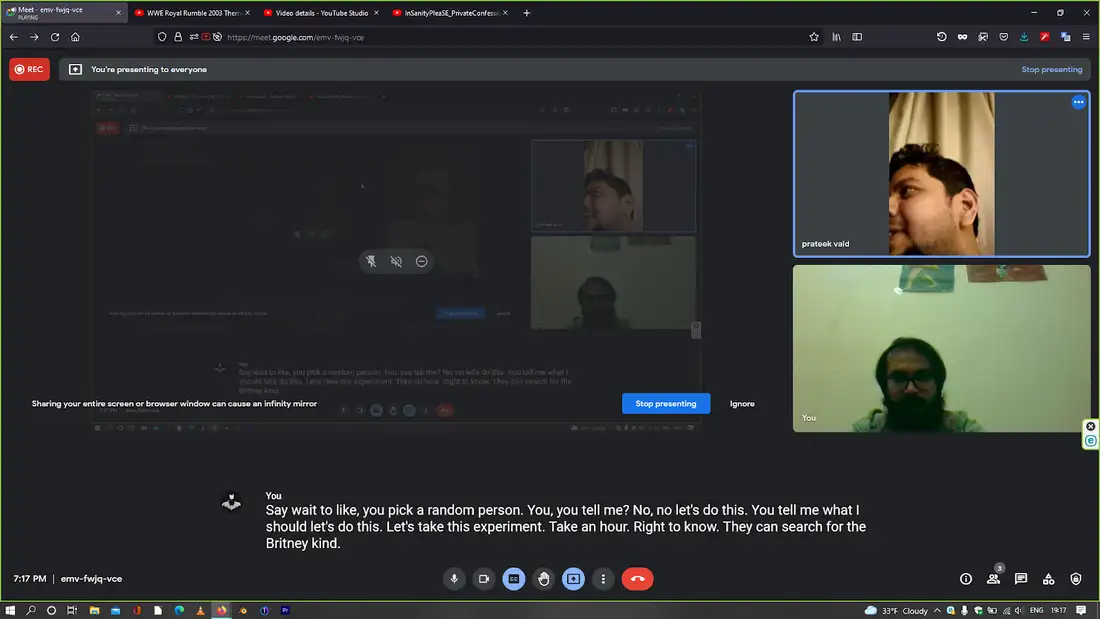 Meet - emv-fwjq-vce
PLAYING
WWE Royal Rumble 2003 Them
Video details - YouTube Studio
InSanityPleaSE_PrivateConfessi
https://meet.google.com/emv-fwjq-vce
REC
You're presenting to everyone
Stop presenting
prateek vaid
Sharing your entire screen or browser window can cause an infinity mirror
Stop presenting
Ignore
You
You
Say wait to like, you pick a random person. You, you tell me? No, no let's do this. You tell me what I
should let's do this. Let's take this experiment. Take an hour. Right to know. They can search for the
Britney kind.
7:17 PM | emv-fwjq-vce
3
33°F Cloudy
ENG
19:17